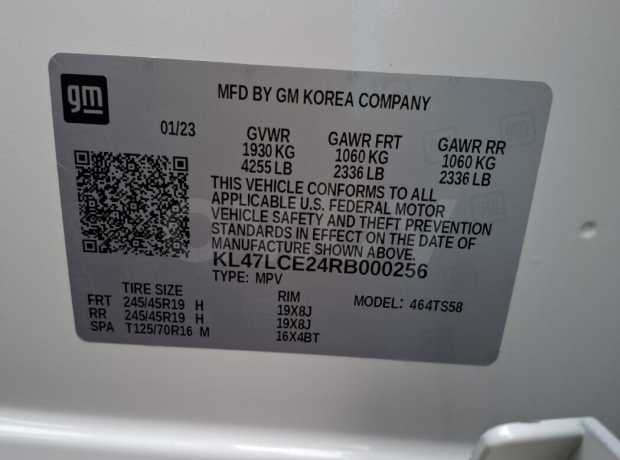 gm
MFD BY GM KOREA COMPANY
01/23 GVWR GAWR FRT GAWR RR
1930 KG 1060 KG 1060 KG
4255 LB 2336 LB 2336 LB
THIS VEHICLE CONFORMS TO ALL
APPLICABLE U.S. FEDERAL MOTOR
VEHICLE SAFETY AND THEFT PREVENTION
STANDARDS IN EFFECT ON THE DATE OF
MANUFACTURE SHOWN ABOVE.
KL47LCE24RB000256
TYPE: MPV
TIRE SIZE RIM MODEL: 464TS58
FRT 245/45R19 H 19X8J
RR 245/45R19 H 19X8J
SPA T125/70R16 M 16X4BT